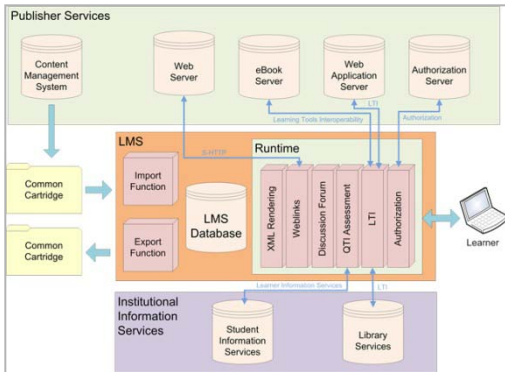 Publisher Services
Content
Management
System
Web
Server
eBook
Server
Web
Application
Server
Authorization
Server
LTI
Learning Tools Interoperability
Authorization
LMS
S-HTTP
Runtime
Common
Cartridge
Import
Function
LMS
Database
XML Rendering
Weblinks
Discussion Forum
QTI Assessment
LTI
Authorization
Learner
Common
Cartridge
Export
Function
Learner Information Services
LTI
Institutional
Information
Services
Student
Information
Services
Library
Services